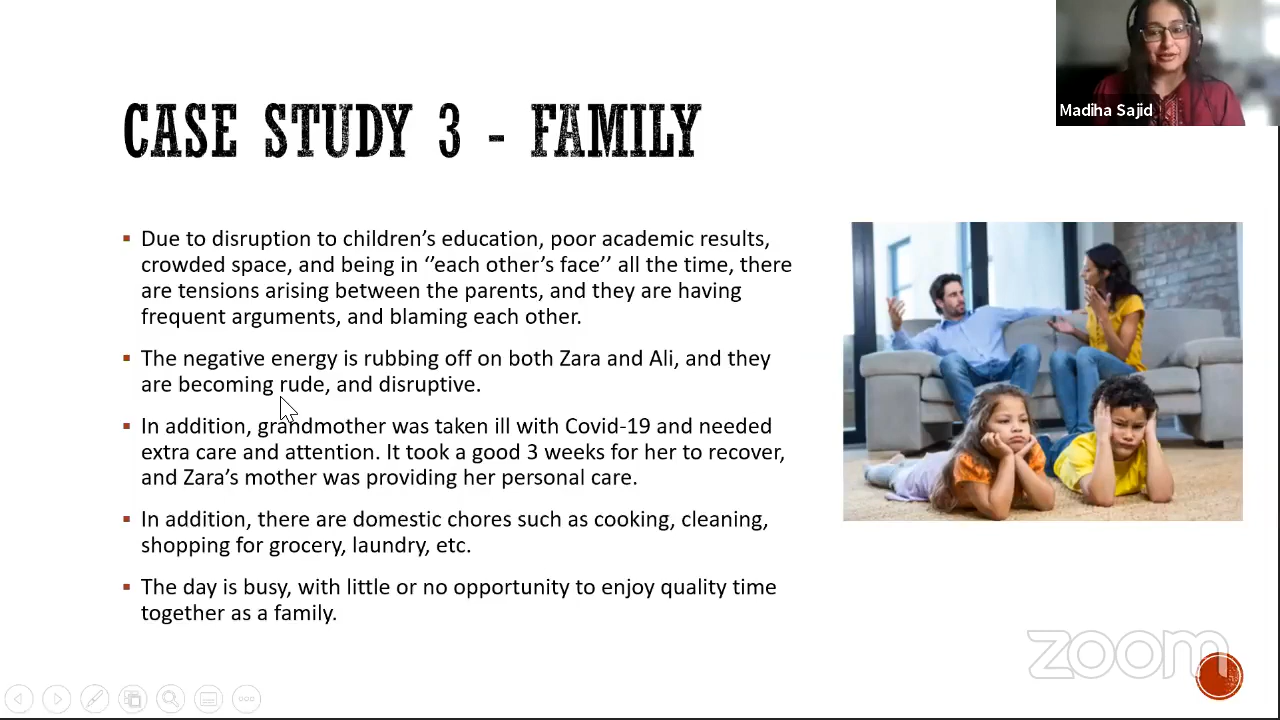 Madiha Sajid
CASE STUDY 3 - FAMILY
▪ Due to disruption to children’s education, poor academic results,
crowded space, and being in ‘’each other’s face’’ all the time, there
are tensions arising between the parents, and they are having
frequent arguments, and blaming each other.
▪ The negative energy is rubbing off on both Zara and Ali, and they
are becoming rude, and disruptive.
▪ In addition, grandmother was taken ill with Covid-19 and needed
extra care and attention. It took a good 3 weeks for her to recover,
and Zara’s mother was providing her personal care.
▪ In addition, there are domestic chores such as cooking, cleaning,
shopping for grocery, laundry, etc.
▪ The day is busy, with little or no opportunity to enjoy quality time
together as a family.
zoom